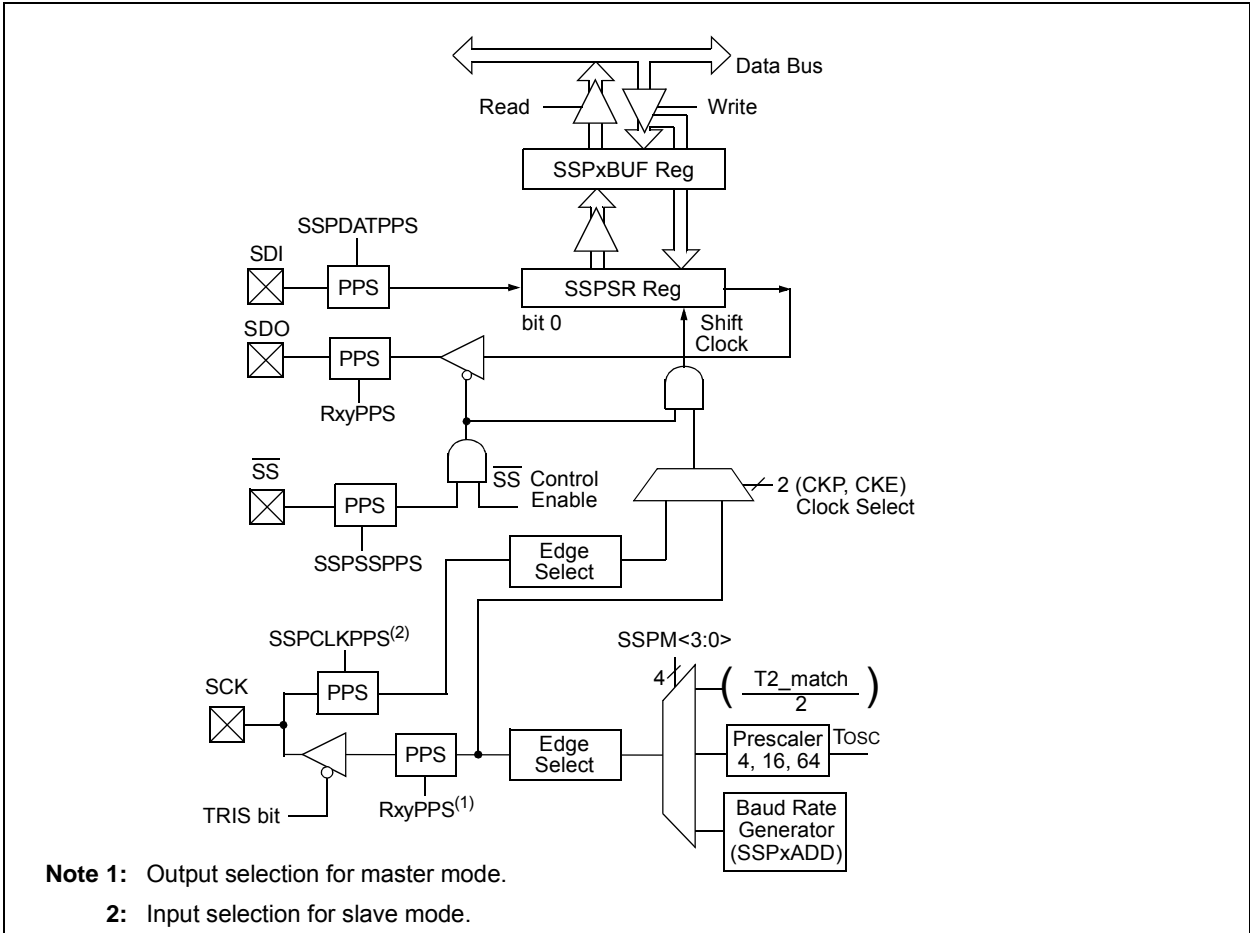 Data Bus
Read
Write
SSPxBUF Reg
SSPDATPPS
SDI
PPS
SSPSR Reg
bit 0
Shift
Clock
SDO
PPS
RxyPPS
SS
PPS
SSPSSPPS
SS Control
Enable
2 (CKP, CKE)
Clock Select
Edge
Select
SSPCLKPPS(2)
SCK
PPS
SSPM<3:0>
4
( T2_match
2 )
PPS
Edge
Select
Prescaler
4, 16, 64
TOSC
RxyPPS(1)
TRIS bit
Baud Rate
Generator
(SSPxADD)
Note 1: Output selection for master mode.
2: Input selection for slave mode.